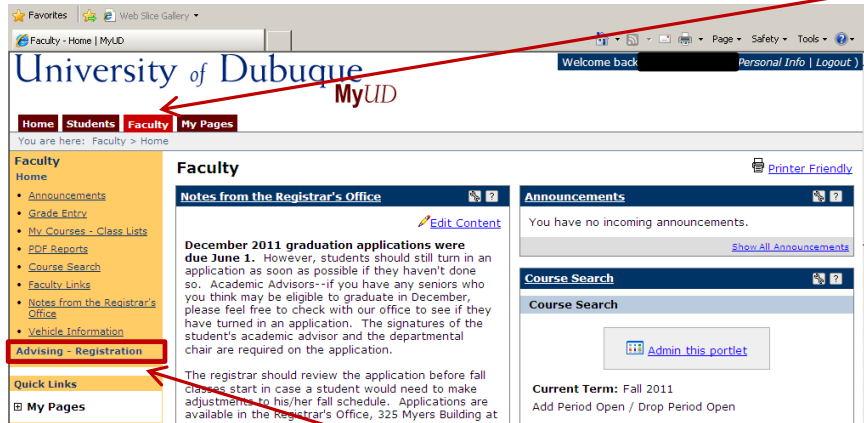 Favorites Web Slice Gallery
Faculty - Home | MyUD
Page Safety Tools
University of Dubuque
MyUD
Welcome back Personal Info | Logout )
Home Students Faculty My Pages
You are here: Faculty > Home
Faculty
Home
• Announcements
• Grade Entry
• My Courses - Class Lists
• PDF Reports
• Course Search
• Faculty Links
• Notes from the Registrar's
Office
• Vehicle Information
Advising - Registration
Quick Links
My Pages
Faculty
Printer Friendly
Notes from the Registrar's Office ?
Edit Content
December 2011 graduation applications were
due June 1. However, students should still turn in an
application as soon as possible if they haven't done
so. Academic Advisors--if you have any seniors who
you think may be eligible to graduate in December,
please feel free to check with our office to see if they
have turned in an application. The signatures of the
student's academic advisor and the departmental
chair are required on the application.
The registrar should review the application before fall
classes start in case a student would need to make
adjustments to his/her fall schedule. Applications are
available in the Registrar's Office, 325 Myers Building at
Announcements ?
You have no incoming announcements.
Show All Announcements
Course Search ?
Course Search
Admin this portlet
Current Term: Fall 2011
Add Period Open / Drop Period Open